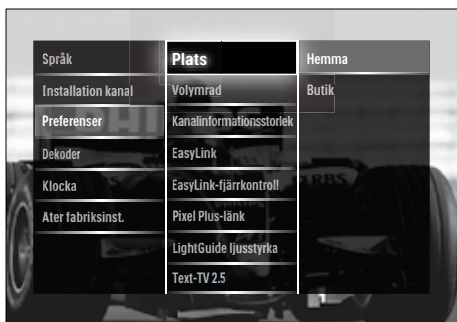 Språk
Installation kanal
Preferenser
Dekoder
Klocka
Ater fabriksinst.
Plats
Volymrad
Kanalinformationsstorlek
EasyLink
EasyLink-fjärrkontroll
Pixel Plus-länk
LightGuide ljusstyrka
Text-TV 2.5
Hemma
Butik
RBS